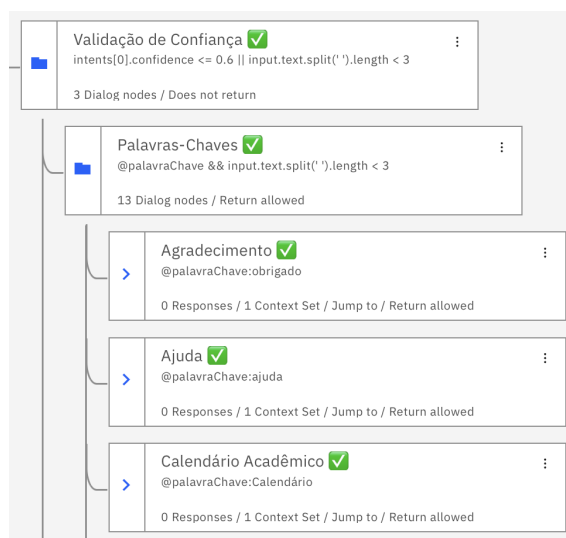 Validação de Confiança ✅
intents[0].confidence <= 0.6 || input.text.split(' ').length < 3
3 Dialog nodes / Does not return
Palavras-Chaves ✅
@palavraChave && input.text.split(' ').length < 3
13 Dialog nodes / Return allowed
Agradecimento ✅
@palavraChave:obrigado
0 Responses / 1 Context Set / Jump to / Return allowed
Ajuda ✅
@palavraChave:ajuda
0 Responses / 1 Context Set / Jump to / Return allowed
Calendário Acadêmico ✅
@palavraChave:Calendário
0 Responses / 1 Context Set / Jump to / Return allowed